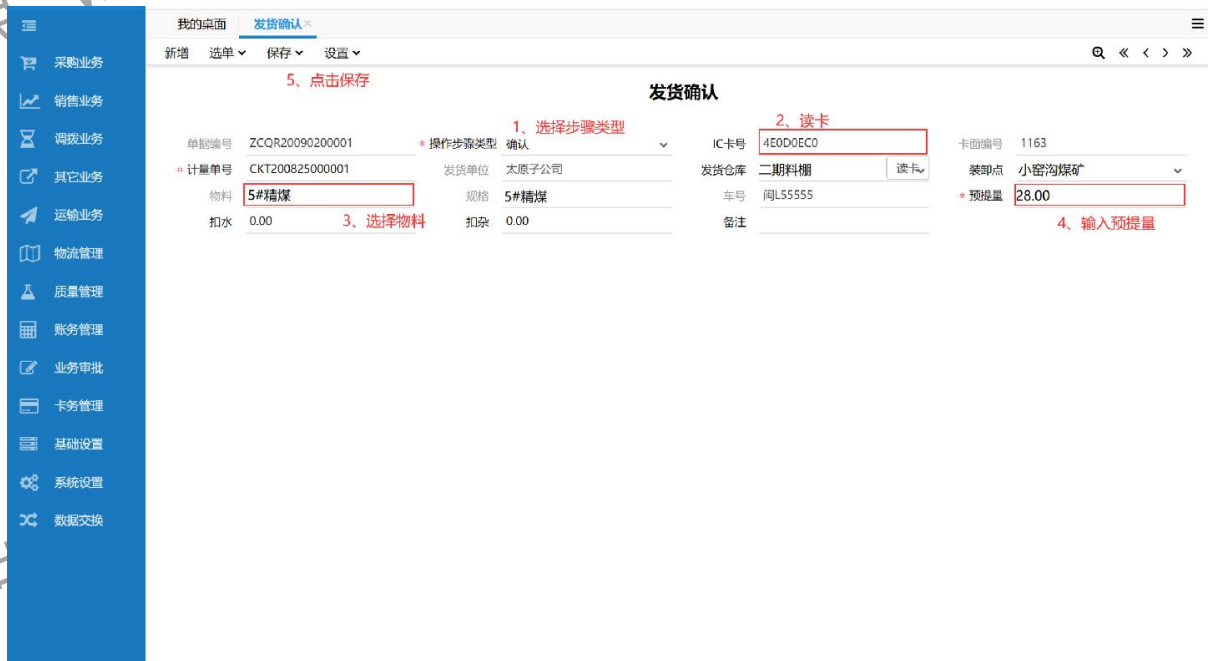 我的桌面 发货确认×
新增 选单 保存 设置
5、点击保存
发货确认
1、选择步骤类型 2、读卡
单据编号 ZCQR20090200001 * 操作步骤类型 确认 IC卡号 4E0D0EC0 卡面编号 1163
* 计量单号 CKT200825000001 发货单位 太原子公司 发货仓库 二期料棚 读卡 装卸点 小窑沟煤矿
物料 5#精煤 规格 5#精煤 车号 闽L55555 * 预提量 28.00
扣水 0.00 3、选择物料 扣杂 0.00 备注 4、输入预提量
采购业务
销售业务
调拨业务
其它业务
运输业务
物流管理
质量管理
账务管理
业务审批
卡务管理
基础设置
系统设置
数据交换